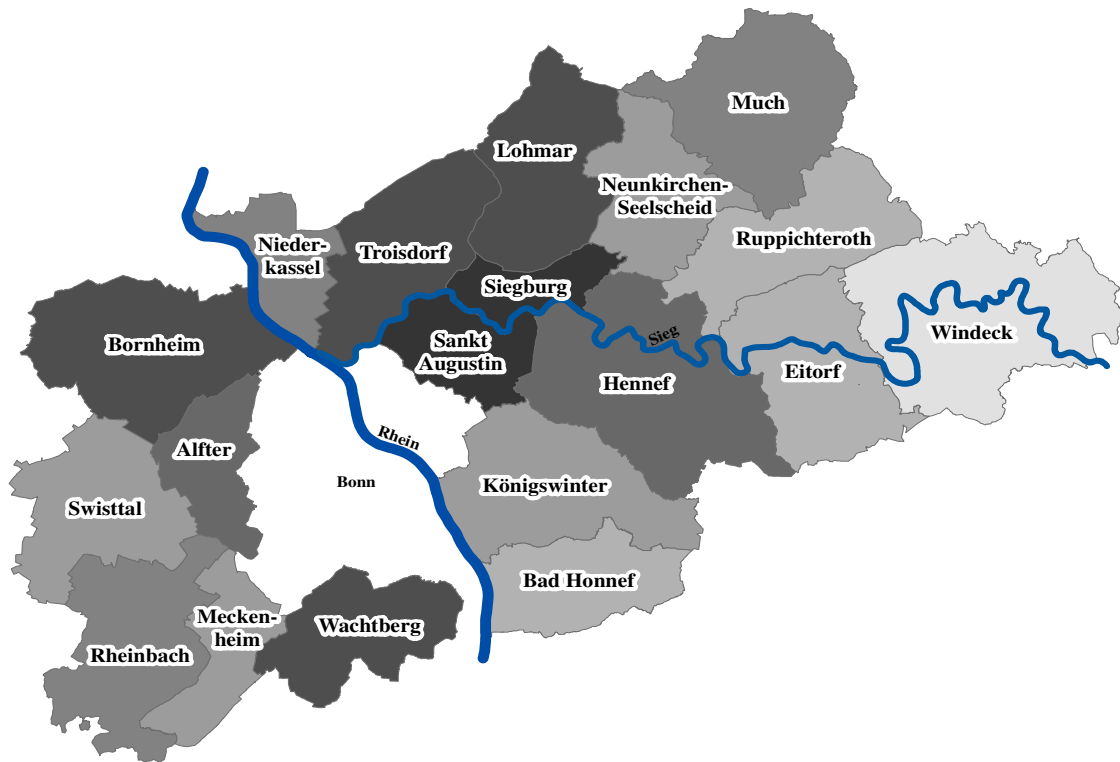 Much
Lohmar
Neunkirchen-
Seelscheid
Ruppichteroth
Nieder-
kassel
Troisdorf
Siegburg
Windeck
Sieg
Bornheim
Sankt
Augustin
Eitorf
Hennef
Rhein
Alfter
Bonn
Königswinter
Swisttal
Bad Honnef
Mecken-
heim
Wachtberg
Rheinbach